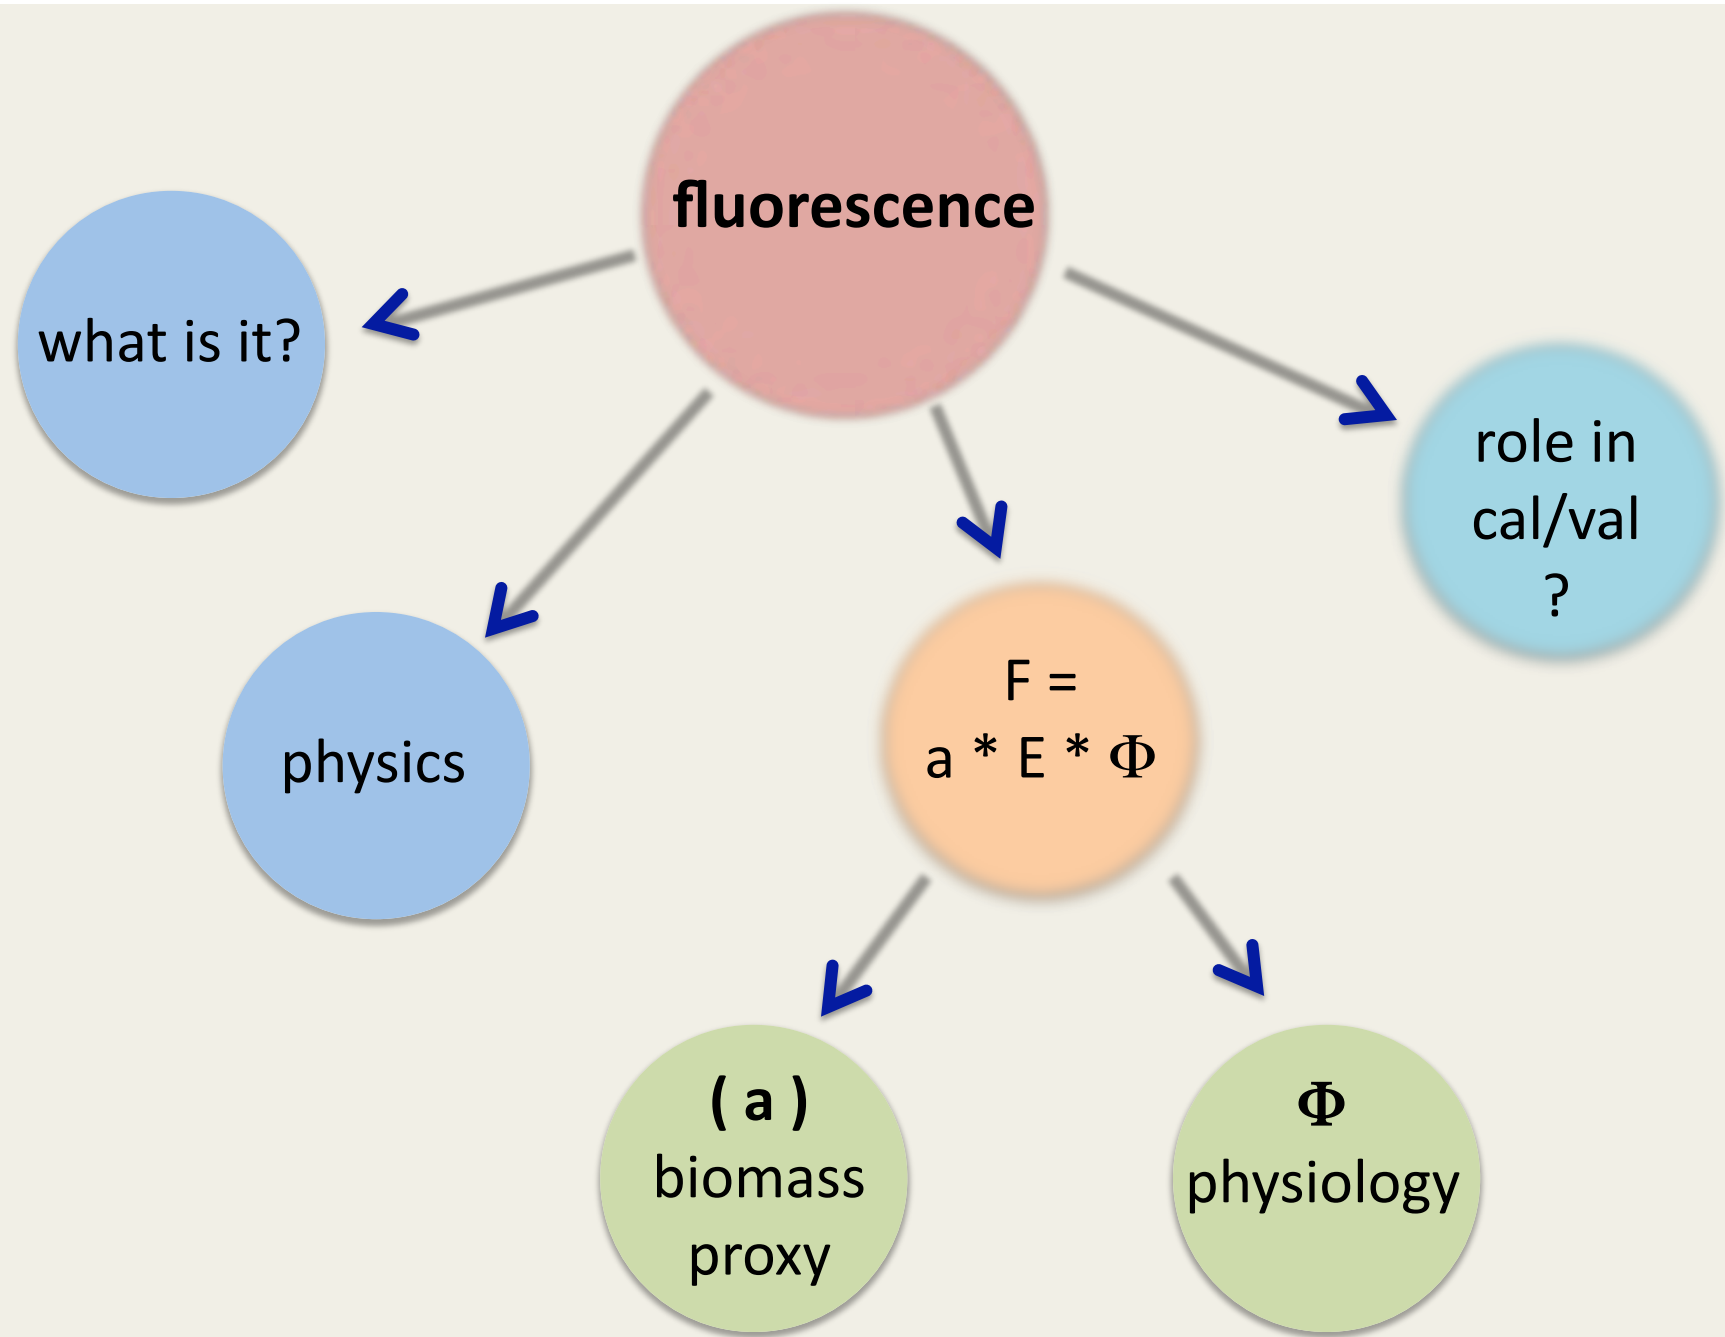 fluorescence
what is it?
role in
cal/val
?
physics
F =
a * E * Φ
( a )
biomass
proxy
Φ
physiology